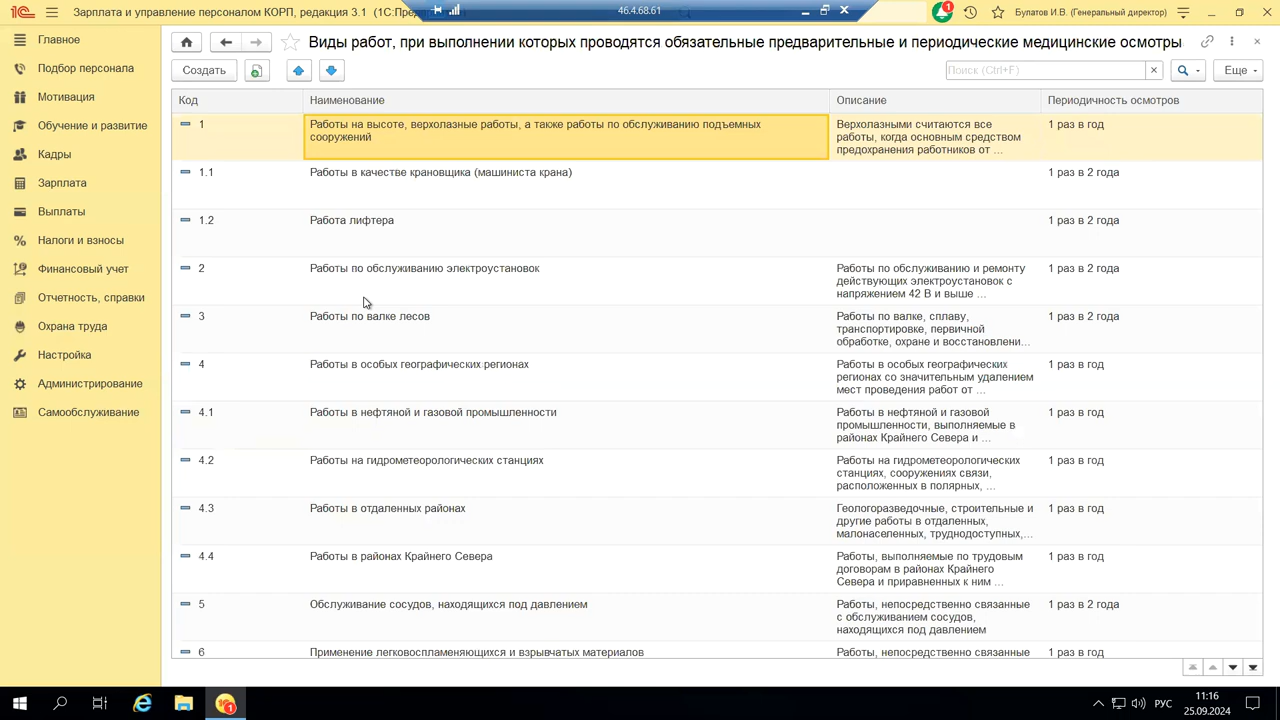 Зарплата и управление персоналом КОРП, редакция 3.1 (1С:Пред
46.4.68.61
1
Булатов И.В. (Генеральный директор)
Главное
Подбор персонала
Мотивация
Обучение и развитие
Кадры
Зарплата
Выплаты
Налоги и взносы
Финансовый учет
Отчетность, справки
Охрана труда
Настройка
Администрирование
Самообслуживание
Виды работ, при выполнении которых проводятся обязательные предварительные и периодические медицинские осмотры
Создать
Поиск (Ctrl+F)
Еще
Код Наименование Описание Периодичность осмотров
1 Работы на высоте, верхолазные работы, а также работы по обслуживанию подъемных Верхолазными считаются все 1 раз в год
сооружений работы, когда основным средством
предохранения работников от ...
1.1 Работы в качестве крановщика (машиниста крана) 1 раз в 2 года
1.2 Работа лифтера 1 раз в 2 года
2 Работы по обслуживанию электроустановок Работы по обслуживанию и ремонту 1 раз в 2 года
действующих электроустановок с
напряжением 42 В и выше ...
3 Работы по валке лесов Работы по валке, сплаву, 1 раз в 2 года
транспортировке, первичной
обработке, охране и восстановлени...
4 Работы в особых географических регионах Работы в особых географических 1 раз в год
регионах со значительным удалением
мест проведения работ от ...
4.1 Работы в нефтяной и газовой промышленности Работы в нефтяной и газовой 1 раз в год
промышленности, выполняемые в
районах Крайнего Севера и ...
4.2 Работы на гидрометеорологических станциях Работы на гидрометеорологических 1 раз в год
станциях, сооружениях связи,
расположенных в полярных, ...
4.3 Работы в отдаленных районах Геологоразведочные, строительные и 1 раз в год
другие работы в отдаленных,
малонаселенных, труднодоступных,...
4.4 Работы в районах Крайнего Севера Работы, выполняемые по трудовым 1 раз в год
договорам в районах Крайнего
Севера и приравненных к ним ...
5 Обслуживание сосудов, находящихся под давлением Работы, непосредственно связанные 1 раз в 2 года
с обслуживанием сосудов,
находящихся под давлением
6 Применение легковоспламеняющихся и взрывчатых материалов Работы, непосредственно связанные 1 раз в год
1
РУС
11:16
25.09.2024